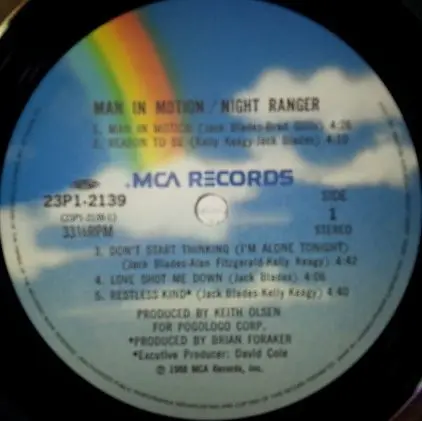 MAN IN MOTION / NIGHT RANGER
1. MAN IN MOTION (Jack Blades-Brad Gillis) 4:26
2. REASON TO BE (Kelly Keagy-Jack Blades) 4:19
MCA RECORDS
23P1-2139
SIDE
1
STEREO
33 1/3RPM
3. DON'T START THINKING (I'M ALONE TONIGHT)
(Jack Blades-Alan Fitzgerald-Kelly Keagy) 4:42
4. LOVE SHOT ME DOWN (Jack Blades) 4:06
5. RESTLESS KIND* (Jack Blades-Kelly Keagy) 4:40
PRODUCED BY KEITH OLSEN
FOR POGOLOGO CORP.
*PRODUCED BY BRIAN FORAKER
*Excutive Producer: David Cole
℗ 1988 MCA Records, Inc.